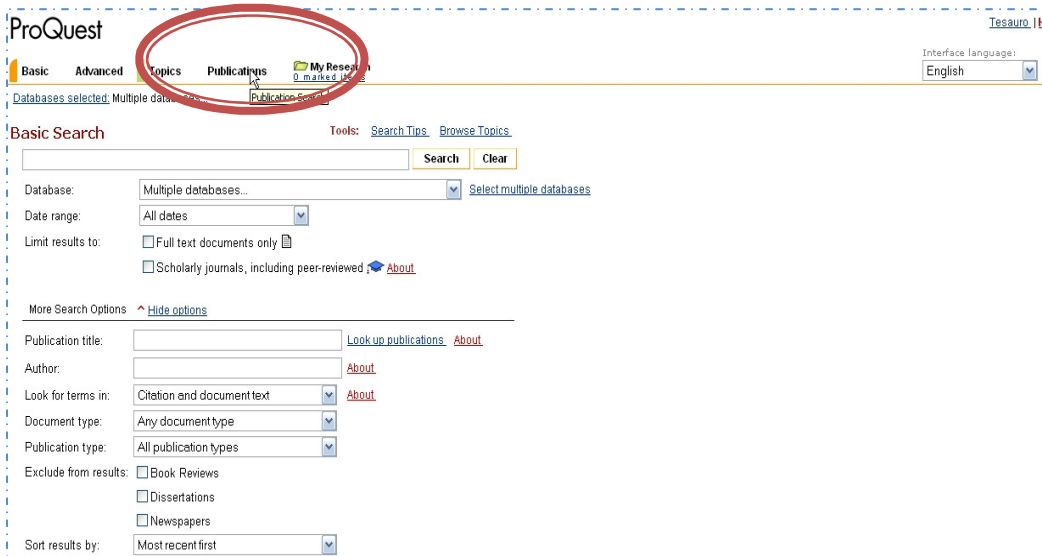 ProQuest
Tesauro |
Interface language:
English
Basic Advanced Topics Publications My Research
0 marked items
Databases selected: Multiple databases...
Publication Search
Basic Search Tools: Search Tips Browse Topics
Search Clear
Database: Multiple databases... Select multiple databases
Date range: All dates
Limit results to: Full text documents only
Scholarly journals, including peer-reviewed About
More Search Options ^ Hide options
Publication title: Look up publications About
Author: About
Look for terms in: Citation and document text About
Document type: Any document type
Publication type: All publication types
Exclude from results: Book Reviews
Dissertations
Newspapers
Sort results by: Most recent first